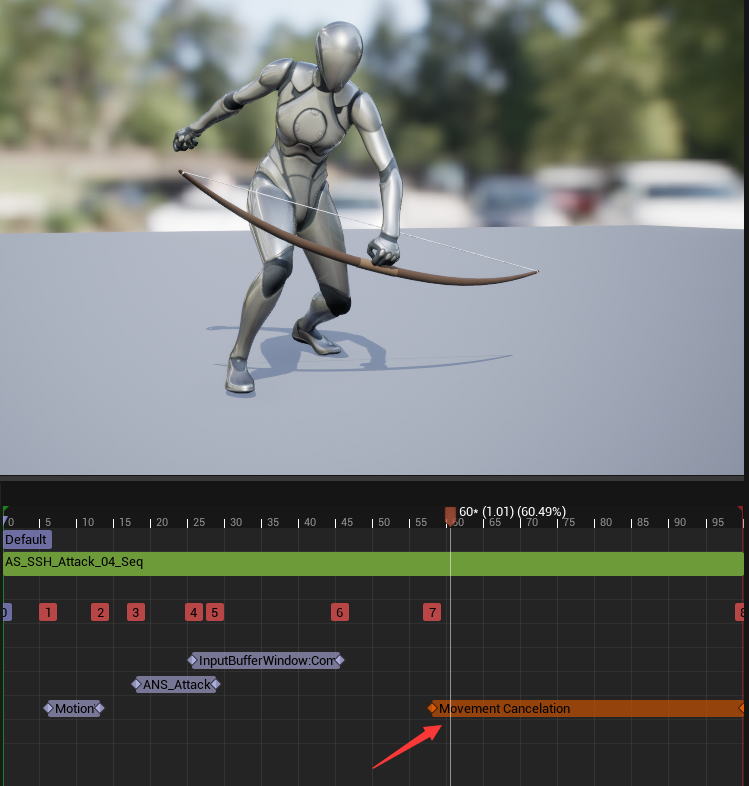 60* (1.01) (60.49%)
0 5 10 15 20 25 30 35 40 45 50 55 60 65 70 75 80 85 90 95
Default
AS_SSH_Attack_04_Seq
0 1 2 3 4 5 6 7 8
InputBufferWindow:Com
ANS_Attack
Motion
Movement Cancelation